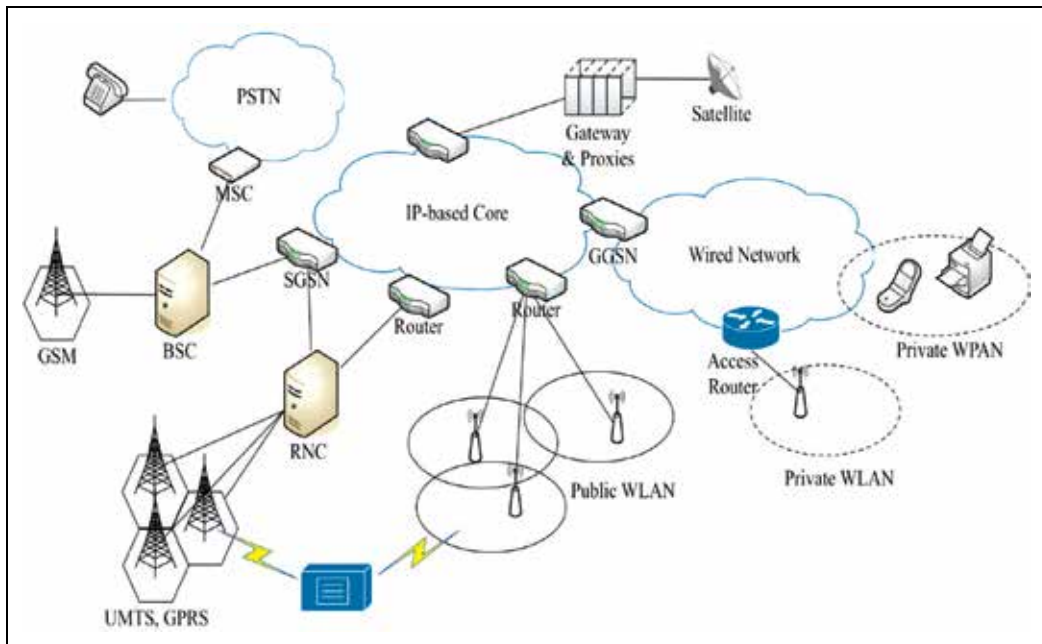 PSTN
Gateway
& Proxies
Satellite
MSC
IP-based Core
SGSN
GGSN
Wired Network
GSM
BSC
Router
Router
Access
Router
Private WPAN
RNC
Public WLAN
Private WLAN
UMTS, GPRS